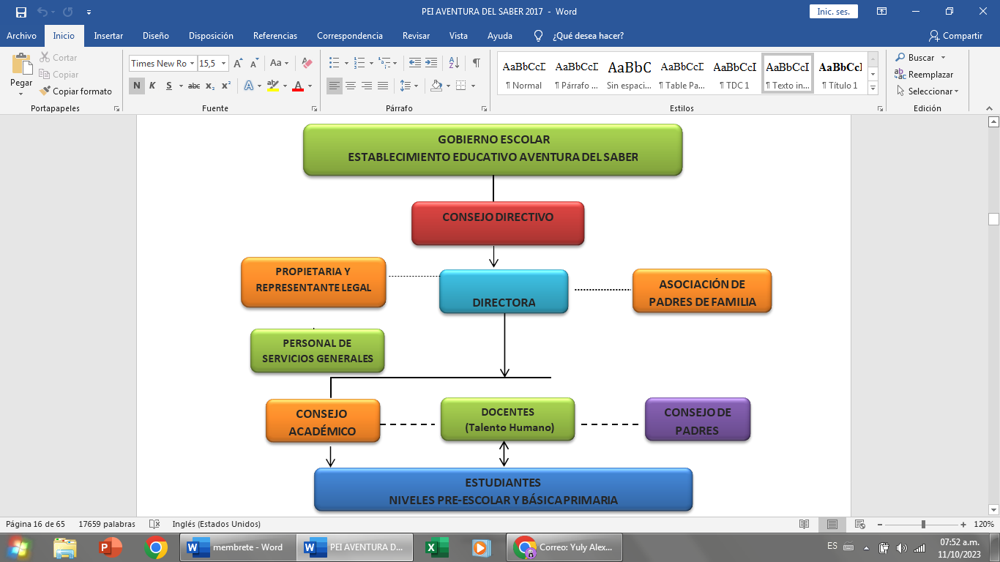 PEI AVENTURA DEL SABER 2017 - Word
Inic. ses.
Archivo Inicio Insertar Diseño Disposición Referencias Correspondencia Revisar Vista Ayuda ¿Qué desea hacer? Compartir
Pegar
Cortar
Copiar
Copiar formato
Portapapeles
Times New Ro 15,5
N K S abc x₂ x²
Aa
A
Fuente
Párrafo
AaBbCcI AaBbCcI AaBbC AaBbCcI AaBbCcI AaBbCcI AaBbCcI
¶ Normal ¶ Párrafo ... Sin espaci... ¶ Table Pa... ¶ TDC 1 ¶ Texto in... ¶ Título 1
Estilos
Buscar
Reemplazar
Seleccionar
Edición
GOBIERNO ESCOLAR
ESTABLECIMIENTO EDUCATIVO AVENTURA DEL SABER
CONSEJO DIRECTIVO
PROPIETARIA Y
REPRESENTANTE LEGAL
DIRECTORA
ASOCIACIÓN DE
PADRES DE FAMILIA
PERSONAL DE
SERVICIOS GENERALES
CONSEJO
ACADÉMICO
DOCENTES
(Talento Humano)
CONSEJO DE
PADRES
ESTUDIANTES
NIVELES PRE-ESCOLAR Y BÁSICA PRIMARIA
Página 16 de 65 17659 palabras Inglés (Estados Unidos) 120%
membrete - Word
PEI AVENTURA D...
Correo: Yuly Alex...
ES
07:52 a.m.
11/10/2023